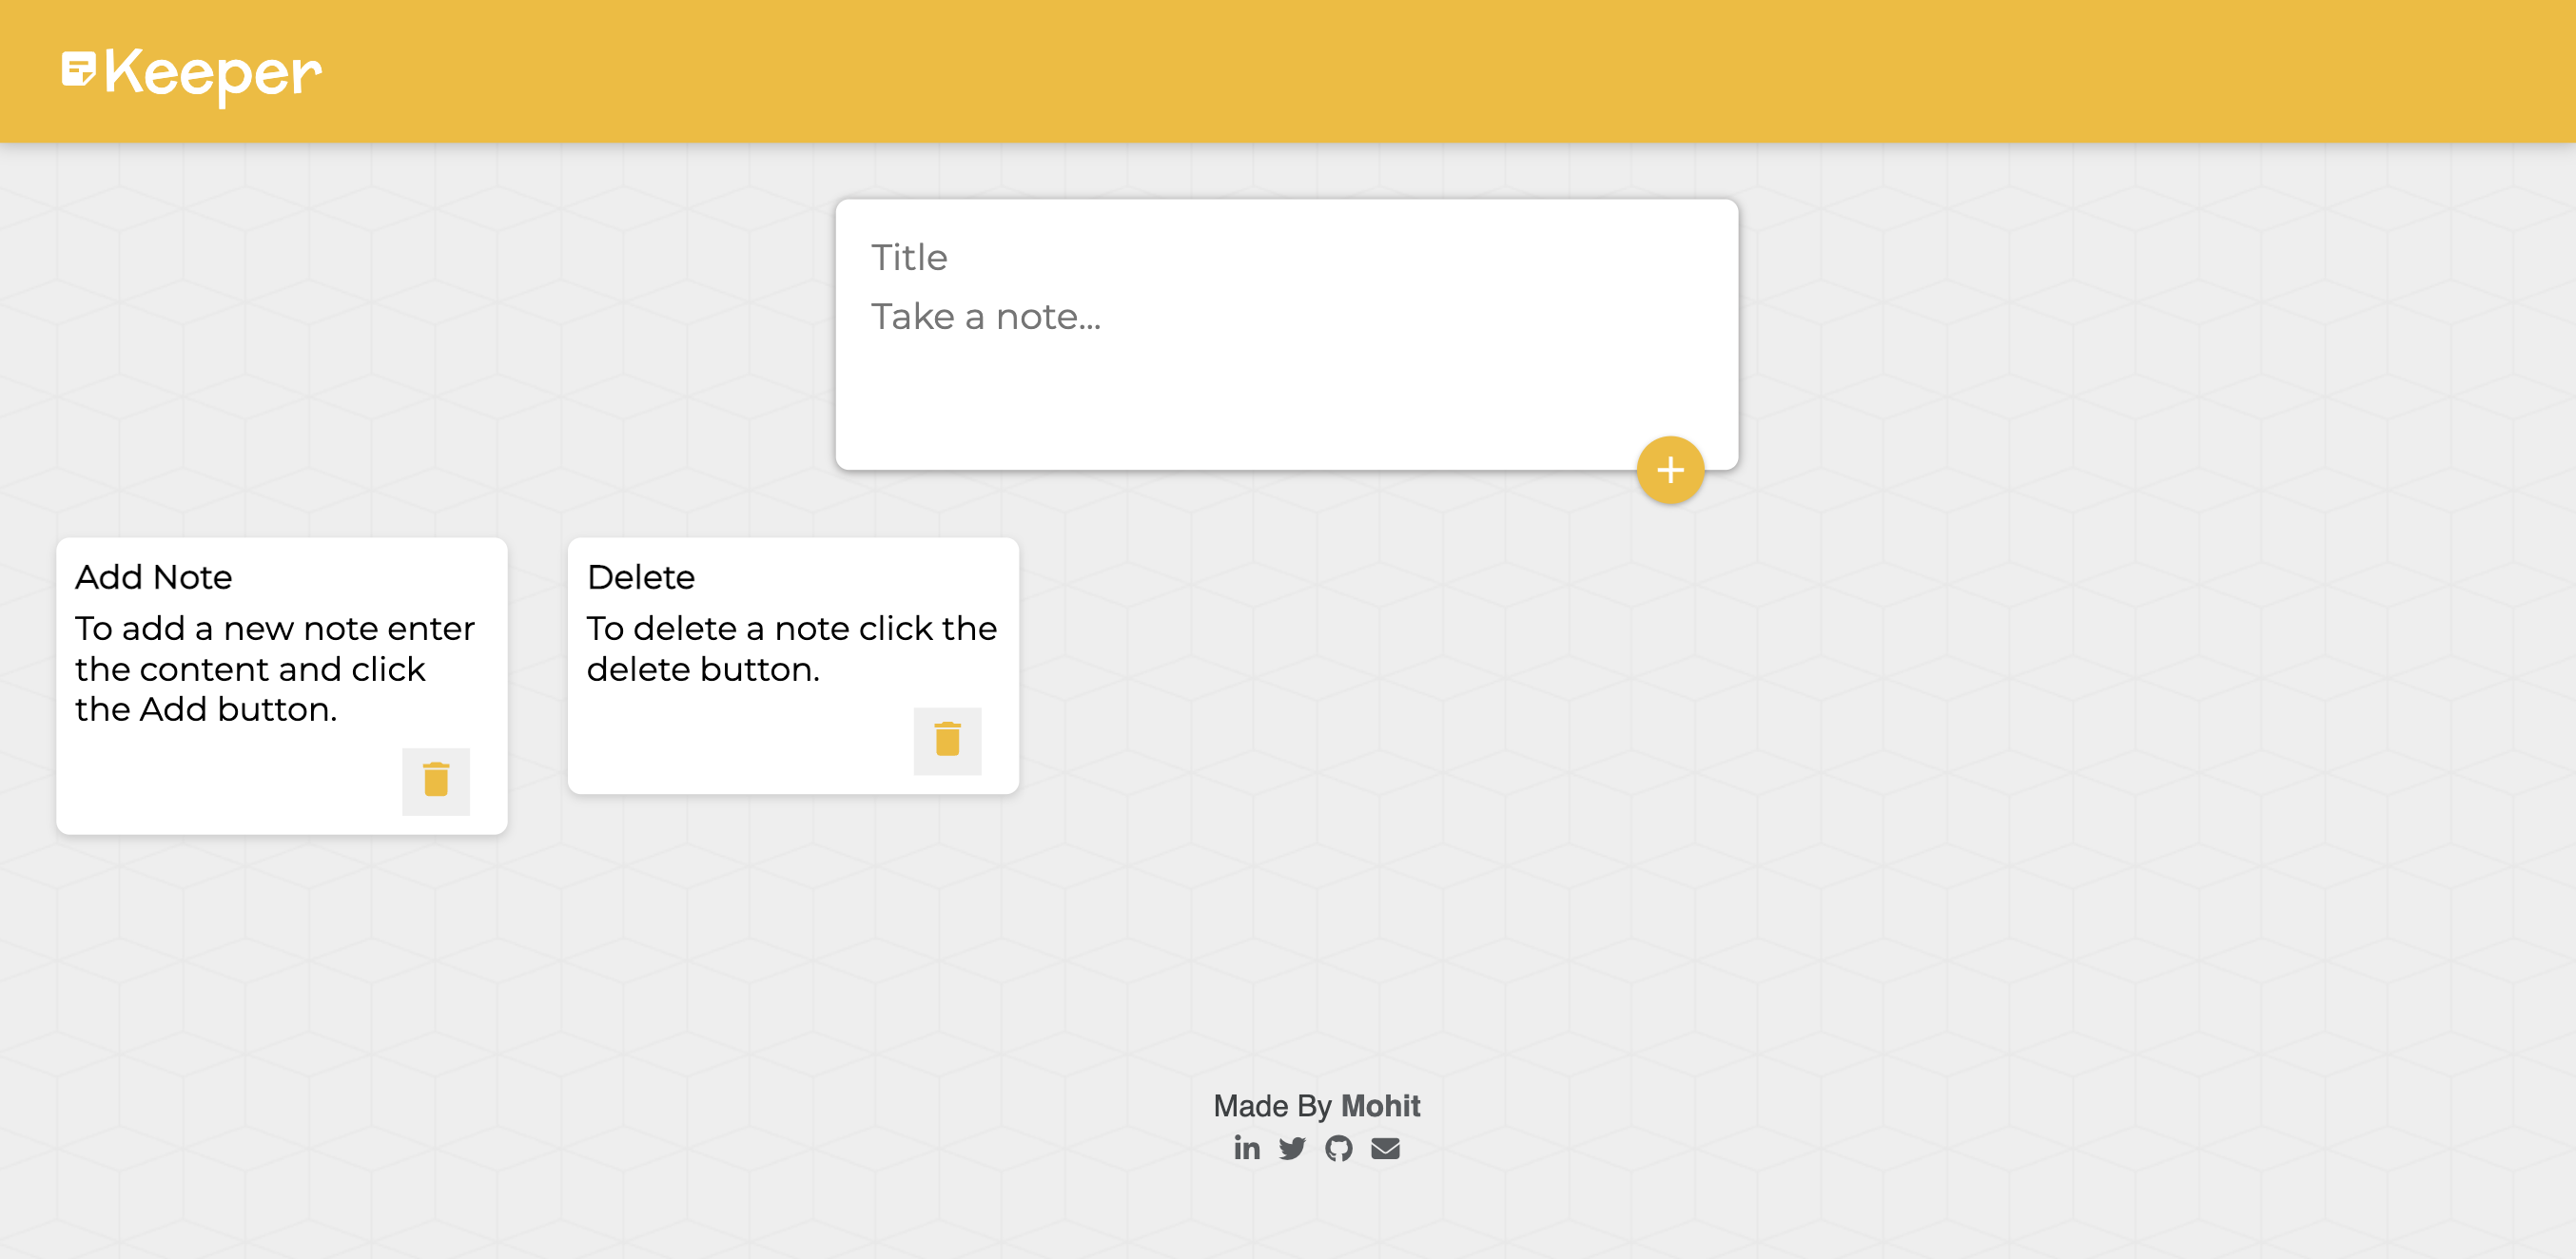 Keeper
Title
Take a note...
Add Note
To add a new note enter
the content and click
the Add button.
Delete
To delete a note click the
delete button.
Made By Mohit